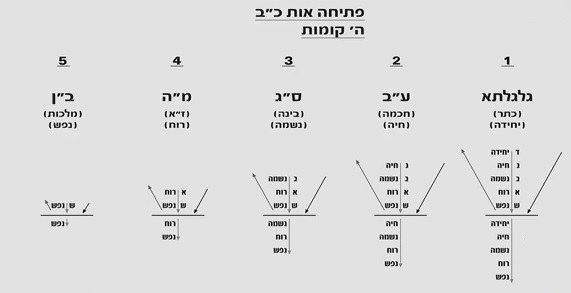 פתיחה אות כ״ב
ה׳ קומות
1
גלגלתא
(כתר)
(יחידה)
ד יחידה
נ חיה
נ נשמה
א רוח
ש נפש
יחידה
חיה
נשמה
רוח
נפש
2
ע״ב
(חכמה)
(חיה)
נ חיה
נ נשמה
א רוח
ש נפש
חיה
נשמה
רוח
נפש
3
ס״ג
(בינה)
(נשמה)
נ נשמה
א רוח
ש נפש
נשמה
רוח
נפש
4
מ״ה
(ז״א)
(רוח)
א רוח
ש נפש
רוח
נפש
5
ב״ן
(מלכות)
(נפש)
ש נפש
נפש